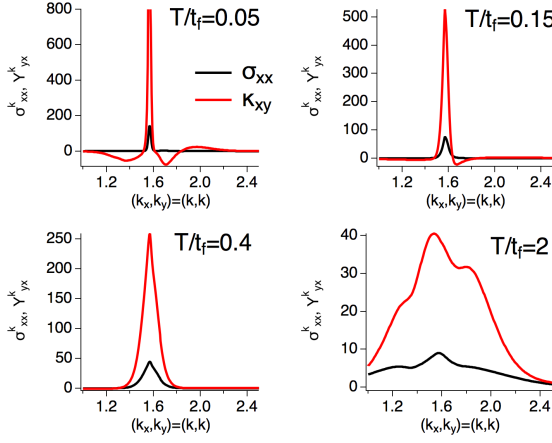 T/t_f=0.05
σ^k_xx, Υ^k_yx
800
600
400
200
0
σ_xx
κ_xy
1.2 1.6 2.0 2.4
(k_x,k_y)=(k,k)
T/t_f=0.15
σ^k_xx, Υ^k_yx
500
400
300
200
100
0
1.2 1.6 2.0 2.4
(k_x,k_y)=(k,k)
T/t_f=0.4
σ^k_xx, Υ^k_yx
250
200
150
100
50
0
1.2 1.6 2.0 2.4
(k_x,k_y)=(k,k)
T/t_f=2
σ^k_xx, Υ^k_yx
40
30
20
10
0
1.2 1.6 2.0 2.4
(k_x,k_y)=(k,k)